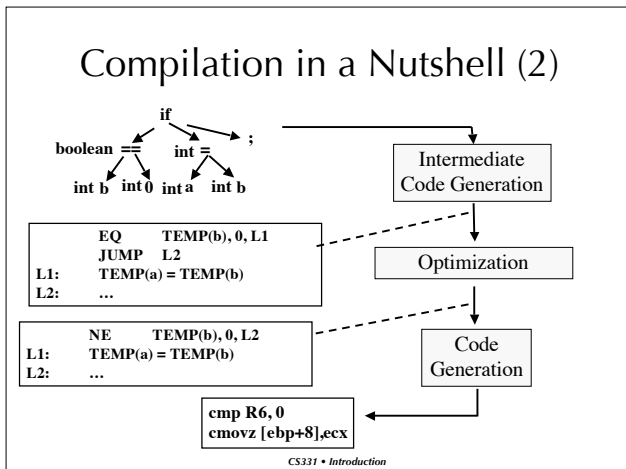 Compilation in a Nutshell (2)
if
boolean == int = ;
int b int 0 int a int b
Intermediate
Code Generation
EQ TEMP(b), 0, L1
JUMP L2
L1: TEMP(a) = TEMP(b)
L2: …
Optimization
NE TEMP(b), 0, L2
L1: TEMP(a) = TEMP(b)
L2: …
Code
Generation
cmp R6, 0
cmovz [ebp+8],ecx
CS331 • Introduction